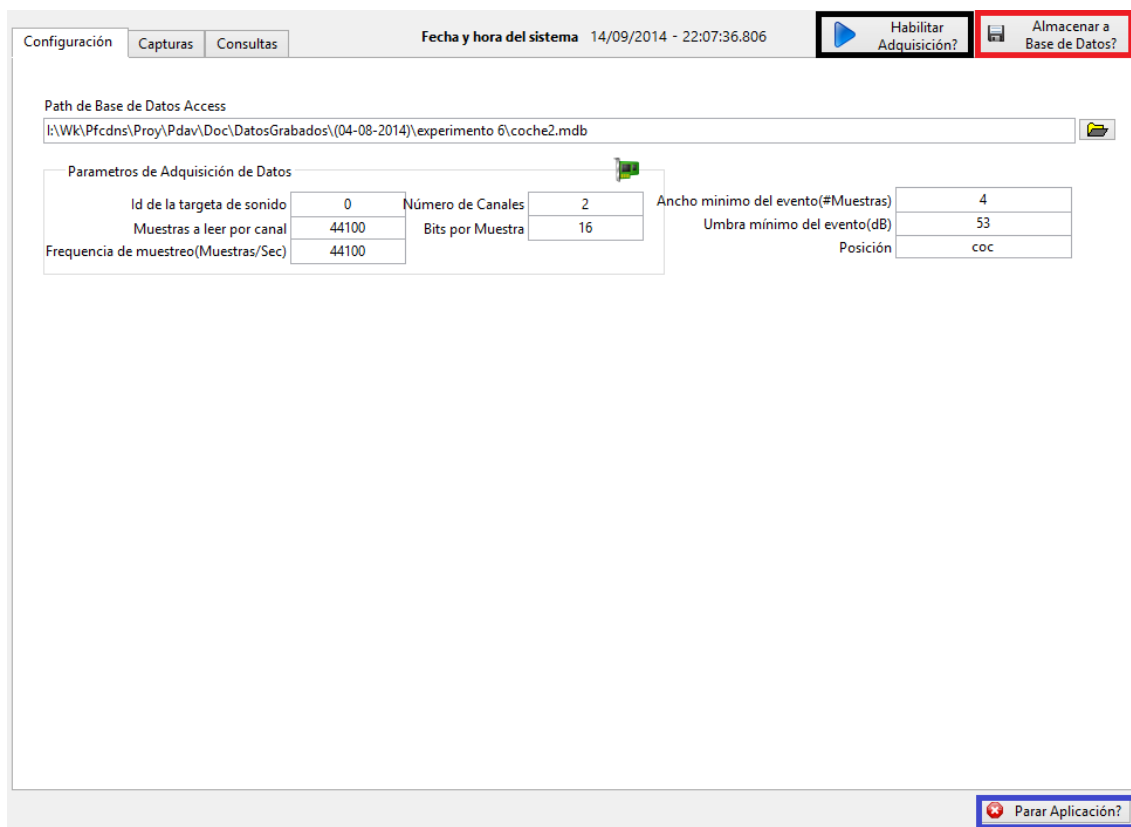 Configuración
Capturas
Consultas
Fecha y hora del sistema 14/09/2014 - 22:07:36.806
Habilitar
Adquisición?
Almacenar a
Base de Datos?
Path de Base de Datos Access
I:\Wk\Pfcdns\Proy\Pdav\Doc\DatosGrabados\(04-08-2014)\experimento 6\coche2.mdb
Parametros de Adquisición de Datos
Id de la targeta de sonido 0
Número de Canales 2
Muestras a leer por canal 44100
Bits por Muestra 16
Frequencia de muestreo(Muestras/Sec) 44100
Ancho minimo del evento(#Muestras) 4
Umbra mínimo del evento(dB) 53
Posición coc
Parar Aplicación?